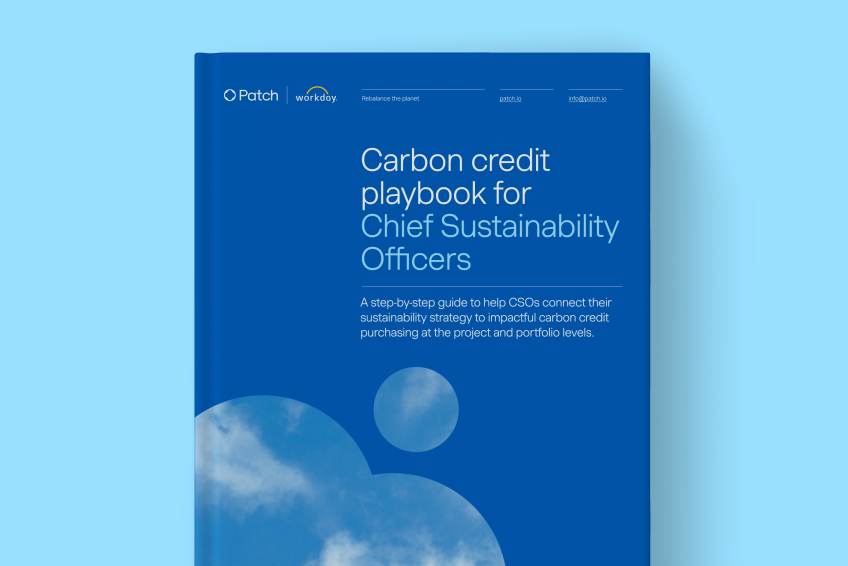 Patch
workday.
Rebalance the planet
patch.io
info@patch.io
Carbon credit
playbook for
Chief Sustainability
Officers
A step-by-step guide to help CSOs connect their
sustainability strategy to impactful carbon credit
purchasing at the project and portfolio levels.